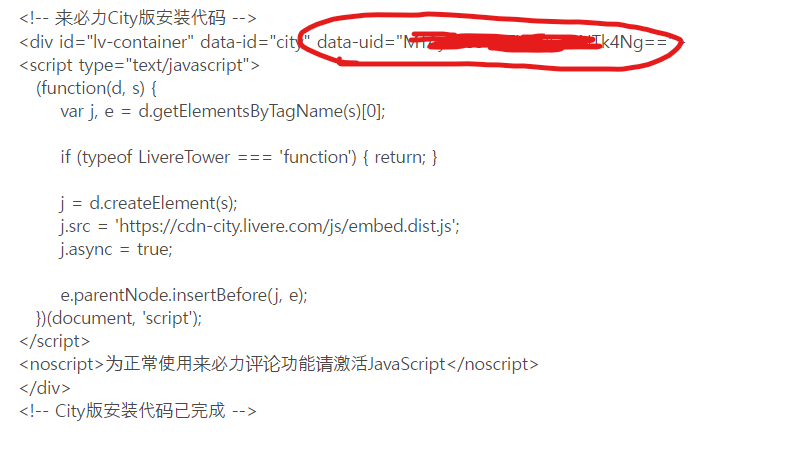 <!-- 来必力City版安装代码 -->
<div id="lv-container" data-id="city" data-uid="
<script type="text/javascript">
(function(d, s) {
var j, e = d.getElementsByTagName(s)[0];
if (typeof LivereTower === 'function') { return; }
j = d.createElement(s);
j.src = 'https://cdn-city.livere.com/js/embed.dist.js';
j.async = true;
e.parentNode.insertBefore(j, e);
})(document, 'script');
</script>
<noscript>为正常使用来必力评论功能请激活JavaScript</noscript>
</div>
<!-- City版安装代码已完成 -->